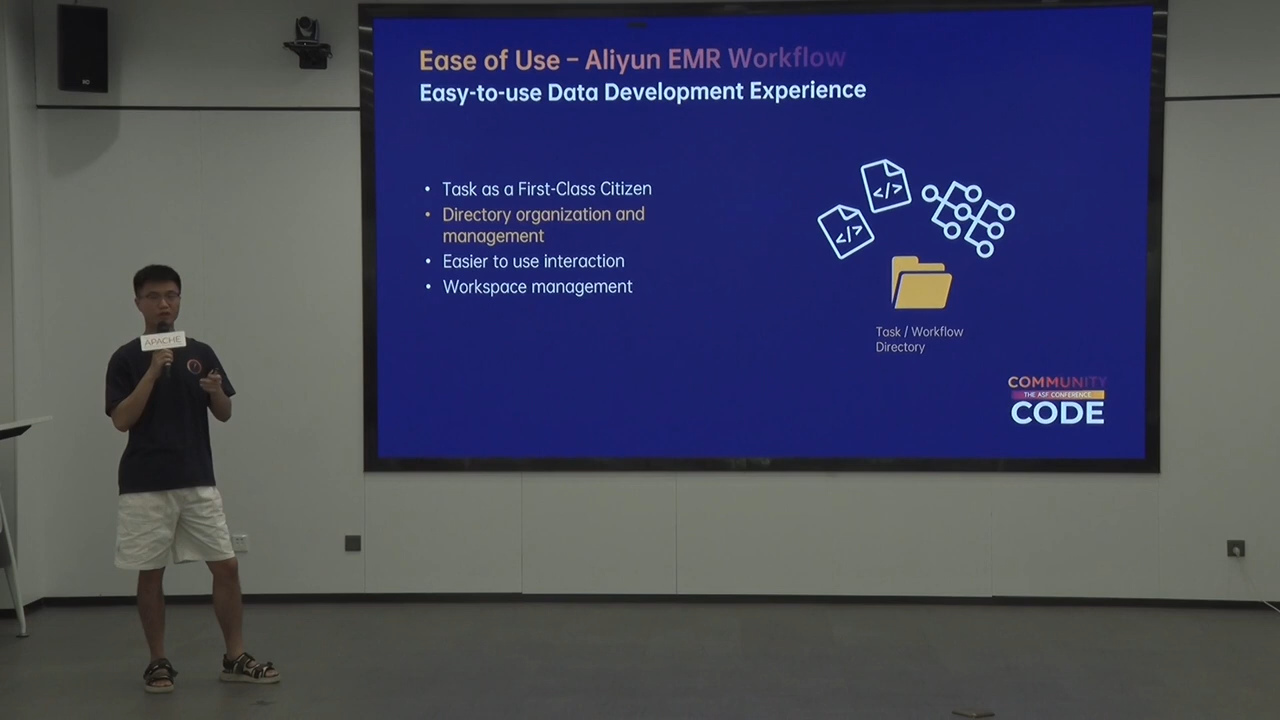 Ease of Use – Aliyun EMR Workflow
Easy-to-use Data Development Experience
• Task as a First-Class Citizen
• Directory organization and
management
• Easier to use interaction
• Workspace management
</>
</>
Task / Workflow
Directory
COMMUNITY
THE ASF CONFERENCE
CODE
APACHE